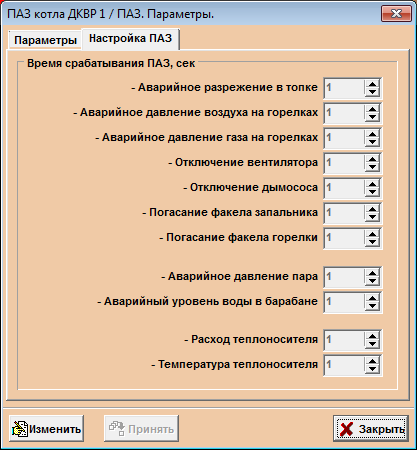 ПАЗ котла ДКВР 1 / ПАЗ. Параметры.
Параметры Настройка ПАЗ
Время срабатывания ПАЗ, сек
- Аварийное разрежение в топке 1
- Аварийное давление воздуха на горелках 1
- Аварийное давление газа на горелках 1
- Отключение вентилятора 1
- Отключение дымососа 1
- Погасание факела запальника 1
- Погасание факела горелки 1
- Аварийное давление пара 1
- Аварийный уровень воды в барабане 1
- Расход теплоносителя 1
- Температура теплоносителя 1
Изменить Принять Закрыть